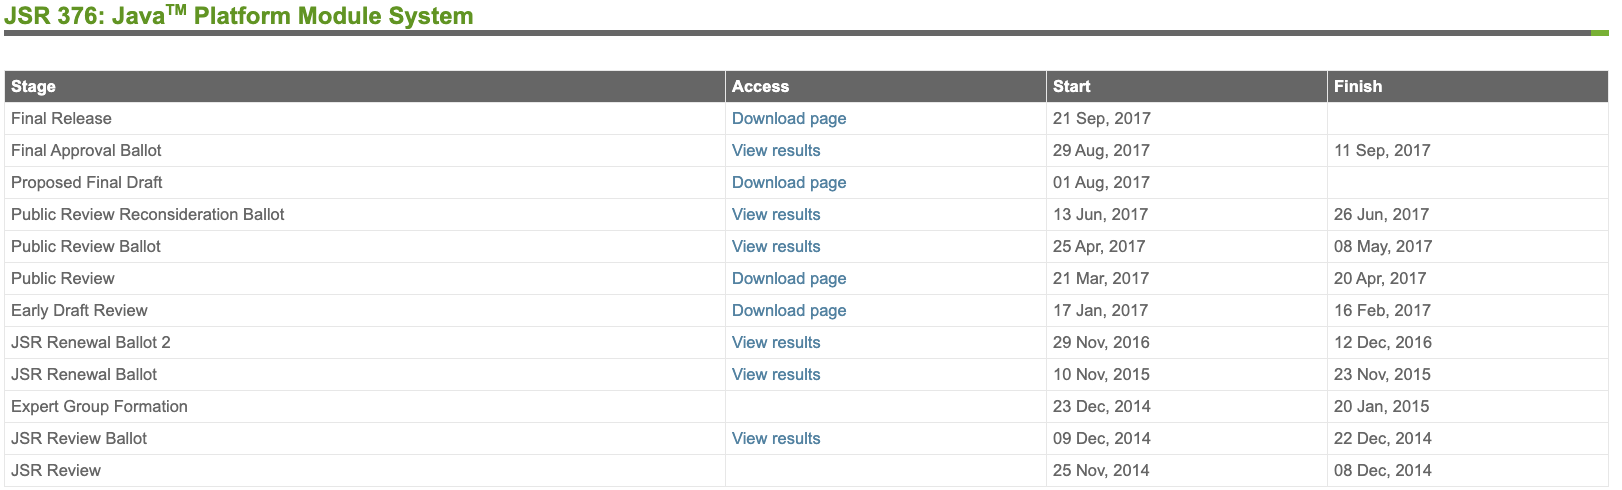 JSR 376: Java™ Platform Module System
Stage Access Start Finish
Final Release Download page 21 Sep, 2017
Final Approval Ballot View results 29 Aug, 2017 11 Sep, 2017
Proposed Final Draft Download page 01 Aug, 2017
Public Review Reconsideration Ballot View results 13 Jun, 2017 26 Jun, 2017
Public Review Ballot View results 25 Apr, 2017 08 May, 2017
Public Review Download page 21 Mar, 2017 20 Apr, 2017
Early Draft Review Download page 17 Jan, 2017 16 Feb, 2017
JSR Renewal Ballot 2 View results 29 Nov, 2016 12 Dec, 2016
JSR Renewal Ballot View results 10 Nov, 2015 23 Nov, 2015
Expert Group Formation 23 Dec, 2014 20 Jan, 2015
JSR Review Ballot View results 09 Dec, 2014 22 Dec, 2014
JSR Review 25 Nov, 2014 08 Dec, 2014